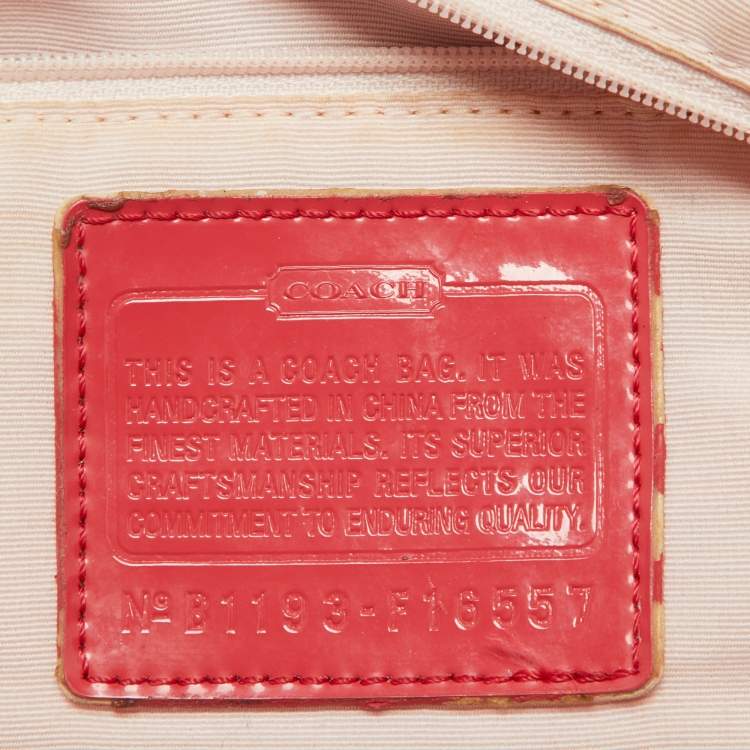 COACH
THIS IS A COACH BAG. IT WAS
HANDCRAFTED IN CHINA FROM THE
FINEST MATERIALS. ITS SUPERIOR
CRAFTSMANSHIP REFLECTS OUR
COMMITMENT TO ENDURING QUALITY.
Nº B1193-F16557